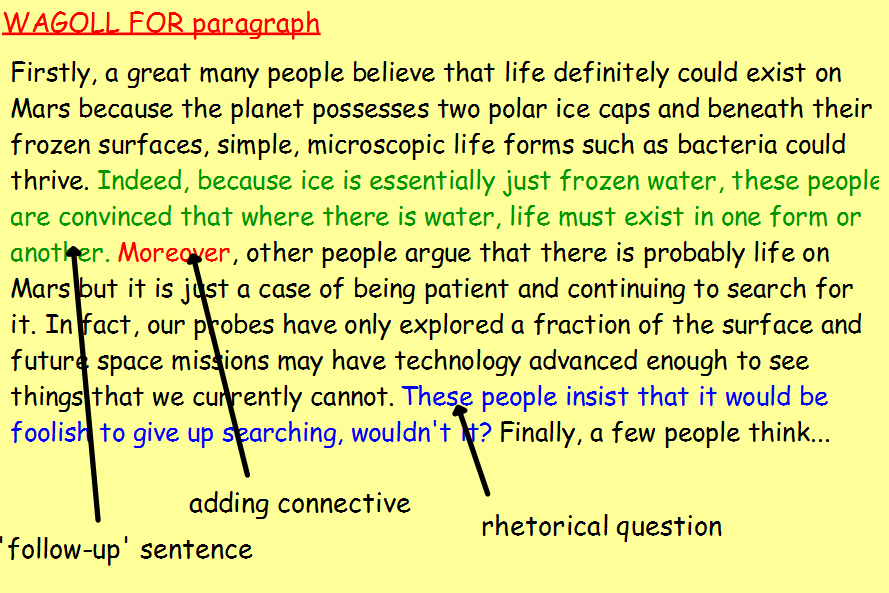 WAGOLL FOR paragraph
Firstly, a great many people believe that life definitely could exist on
Mars because the planet possesses two polar ice caps and beneath their
frozen surfaces, simple, microscopic life forms such as bacteria could
thrive. Indeed, because ice is essentially just frozen water, these people
are convinced that where there is water, life must exist in one form or
another. Moreover, other people argue that there is probably life on
Mars but it is just a case of being patient and continuing to search for
it. In fact, our probes have only explored a fraction of the surface and
future space missions may have technology advanced enough to see
things that we currently cannot. These people insist that it would be
foolish to give up searching, wouldn't it? Finally, a few people think...
adding connective
rhetorical question
'follow-up' sentence